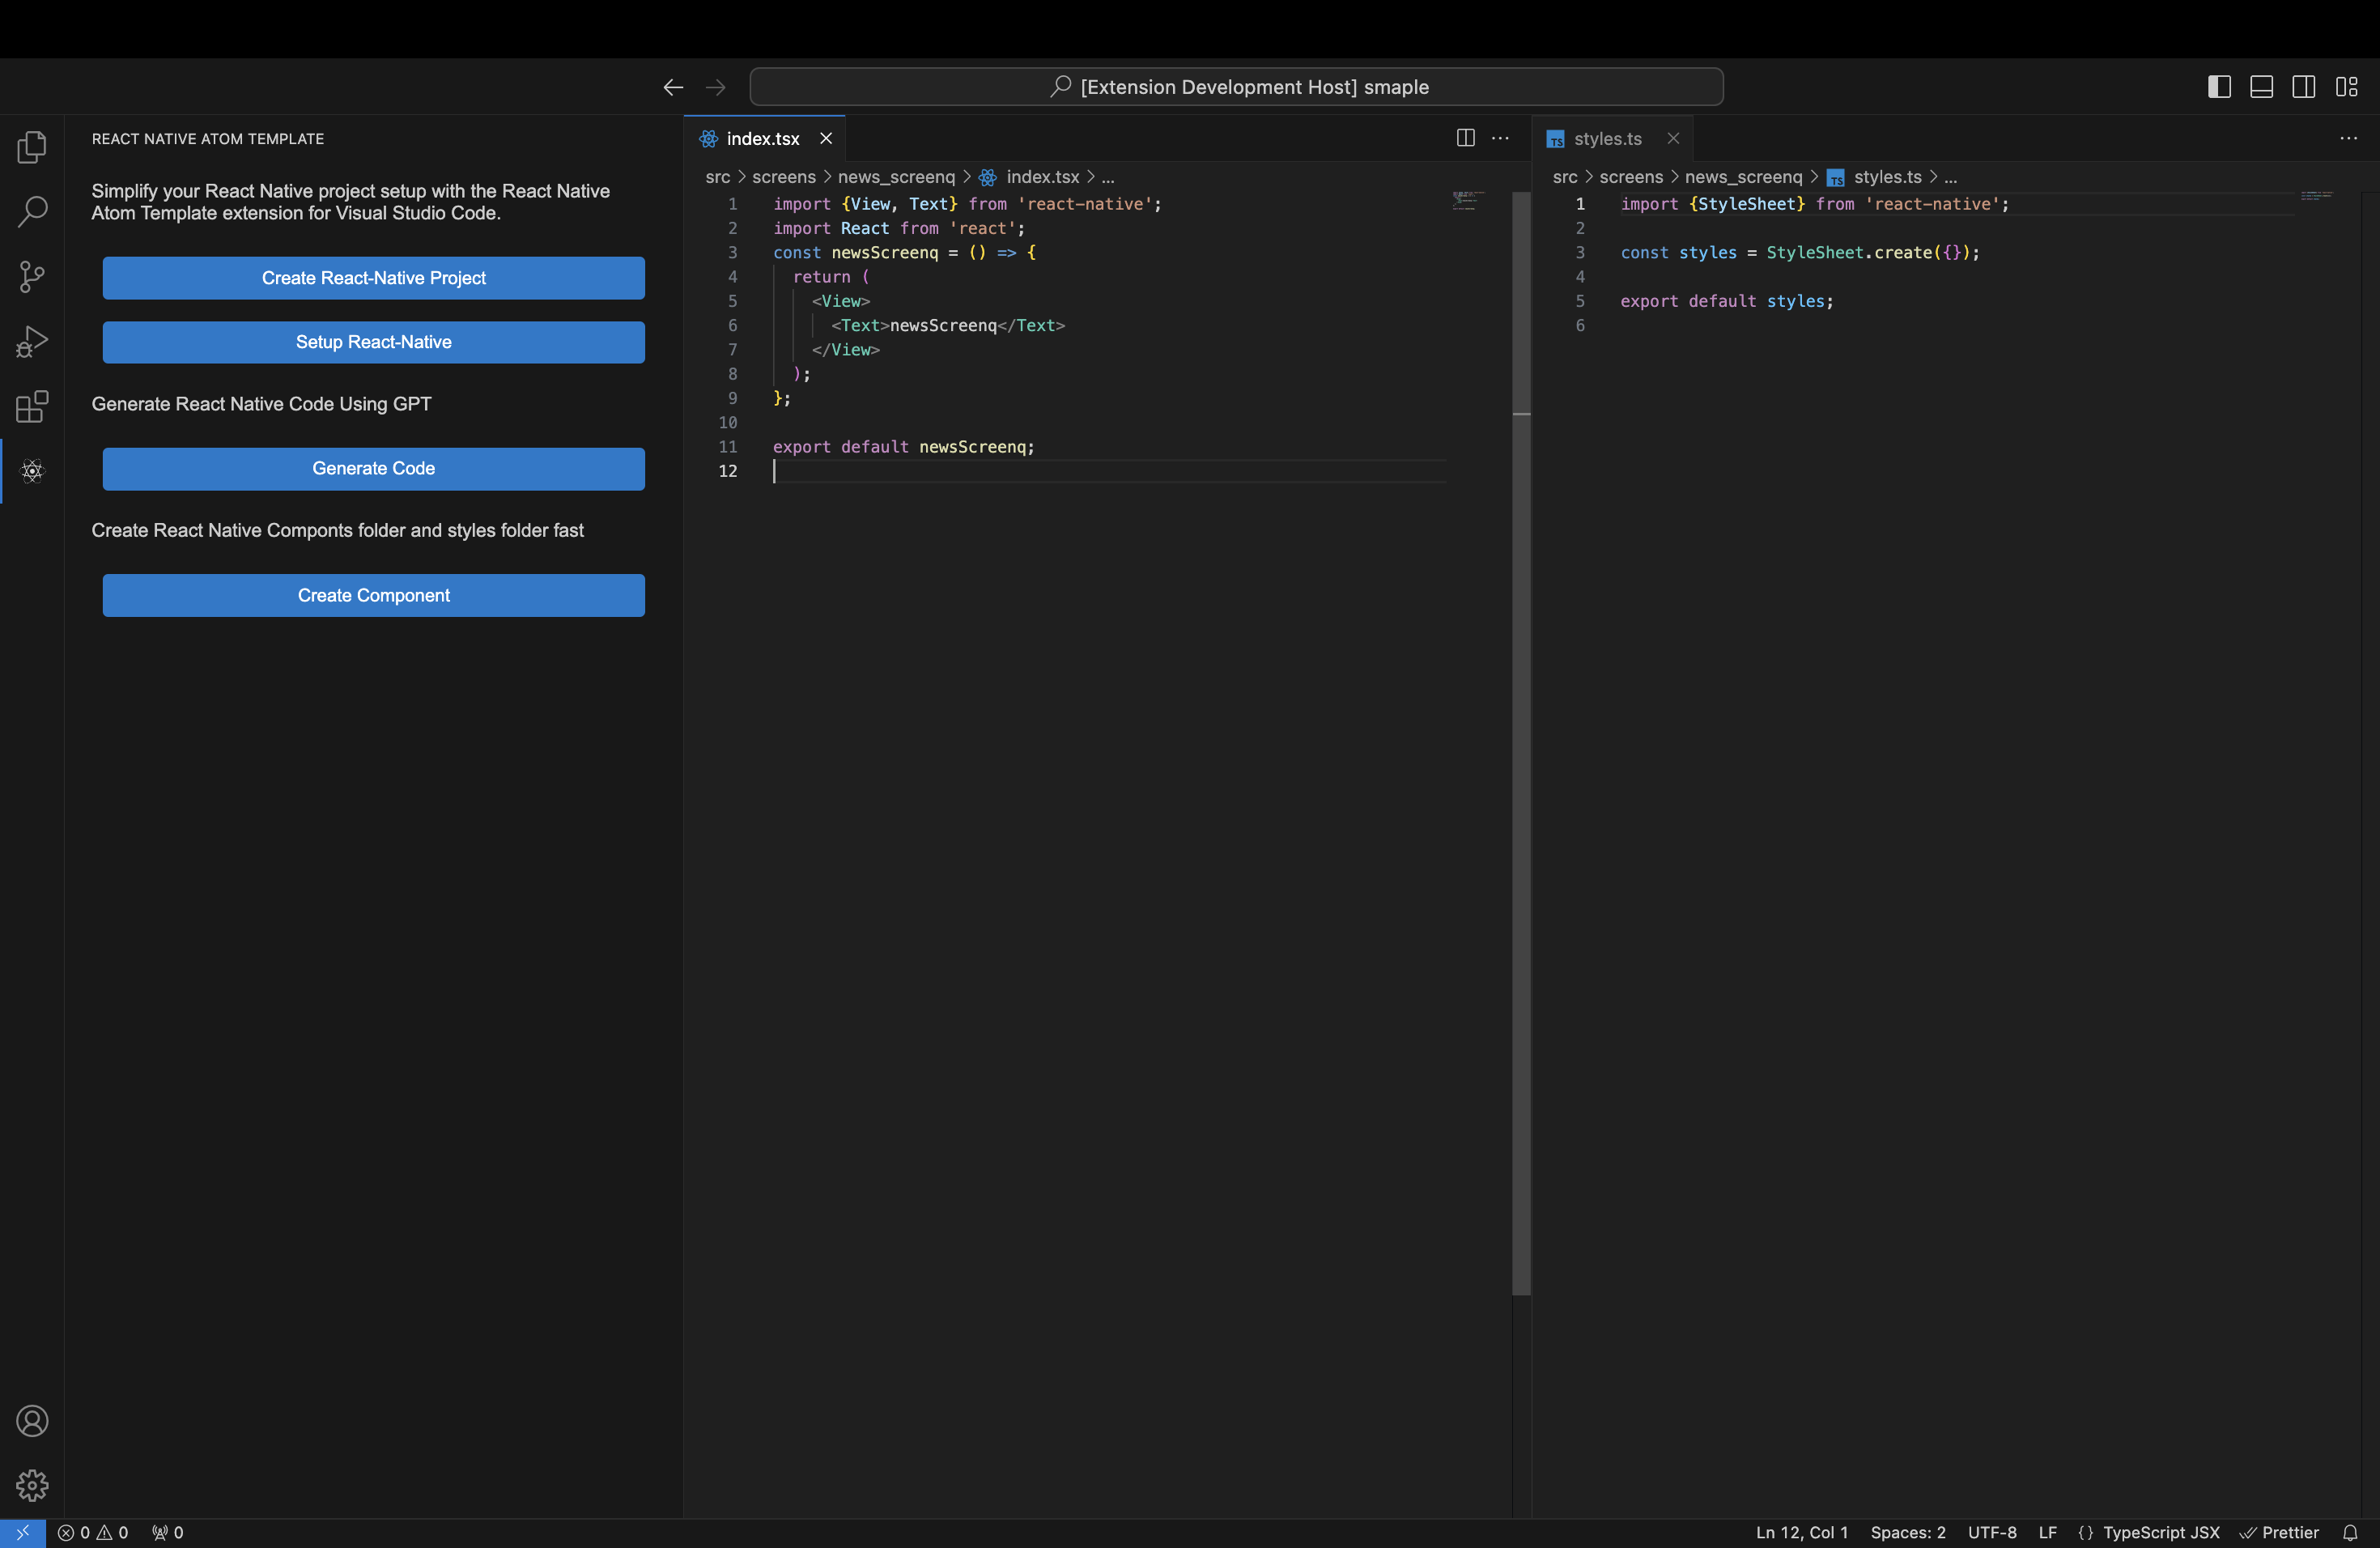 [Extension Development Host] smaple
REACT NATIVE ATOM TEMPLATE
Simplify your React Native project setup with the React Native
Atom Template extension for Visual Studio Code.
Create React-Native Project
Setup React-Native
Generate React Native Code Using GPT
Generate Code
Create React Native Componts folder and styles folder fast
Create Component
index.tsx
src > screens > news_screenq > index.tsx > ...
1 import {View, Text} from 'react-native';
2 import React from 'react';
3 const newsScreenq = () => {
4   return (
5     <View>
6       <Text>newsScreenq</Text>
7     </View>
8   );
9 };
10
11 export default newsScreenq;
12
TS styles.ts
src > screens > news_screenq > TS styles.ts > ...
1 import {StyleSheet} from 'react-native';
2
3 const styles = StyleSheet.create({});
4
5 export default styles;
6
0 0 0
Ln 12, Col 1 Spaces: 2 UTF-8 LF {} TypeScript JSX Prettier